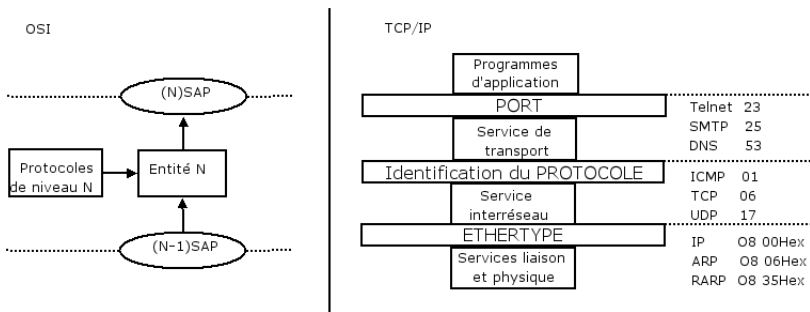 OSI
(N)SAP
Protocoles
de niveau N
Entité N
(N-1)SAP
TCP/IP
Programmes
d'application
PORT
Service de
transport
Identification du PROTOCOLE
Service
interréseau
ETHERTYPE
Services liaison
et physique
Telnet 23
SMTP 25
DNS 53
ICMP 01
TCP 06
UDP 17
IP O8 00Hex
ARP O8 06Hex
RARP O8 35Hex